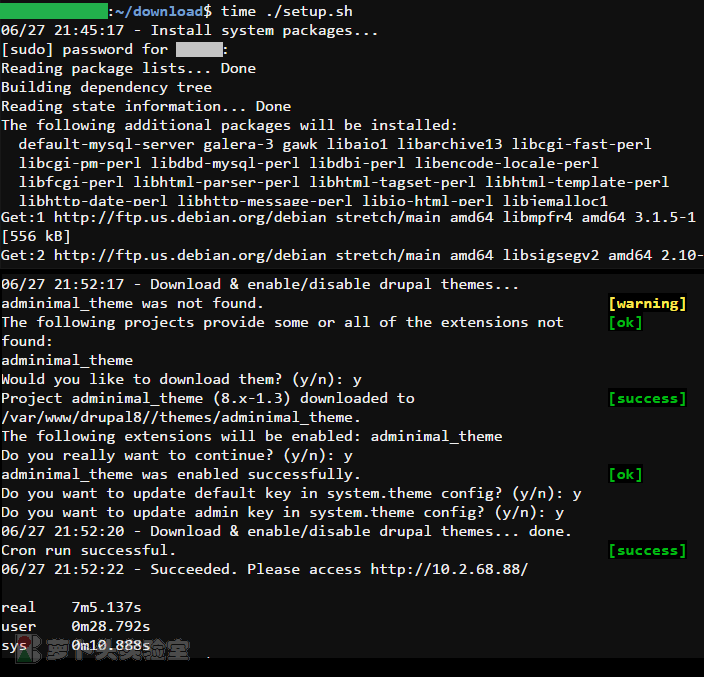 :~/download$ time ./setup.sh
06/27 21:45:17 - Install system packages...
[sudo] password for :
Reading package lists... Done
Building dependency tree
Reading state information... Done
The following additional packages will be installed:
default-mysql-server galera-3 gawk libaio1 libarchive13 libcgi-fast-perl
libcgi-pm-perl libdbd-mysql-perl libdbi-perl libencode-locale-perl
libfcgi-perl libhtml-parser-perl libhtml-tagset-perl libhtml-template-perl
libhttp-date-perl libhttp-message-perl libio-html-perl libjemalloc1
Get:1 http://ftp.us.debian.org/debian stretch/main amd64 libmpfr4 amd64 3.1.5-1
[556 kB]
Get:2 http://ftp.us.debian.org/debian stretch/main amd64 libsigsegv2 amd64 2.10-
06/27 21:52:17 - Download & enable/disable drupal themes...
adminimal_theme was not found. [warning]
The following projects provide some or all of the extensions not [ok]
found:
adminimal_theme
Would you like to download them? (y/n): y
Project adminimal_theme (8.x-1.3) downloaded to [success]
/var/www/drupal8//themes/adminimal_theme.
The following extensions will be enabled: adminimal_theme
Do you really want to continue? (y/n): y
adminimal_theme was enabled successfully. [ok]
Do you want to update default key in system.theme config? (y/n): y
Do you want to update admin key in system.theme config? (y/n): y
06/27 21:52:20 - Download & enable/disable drupal themes... done.
Cron run successful. [success]
06/27 21:52:22 - Succeeded. Please access http://10.2.68.88/
real 7m5.137s
user 0m28.792s
sys 0m10.888s
萝卜头实验室